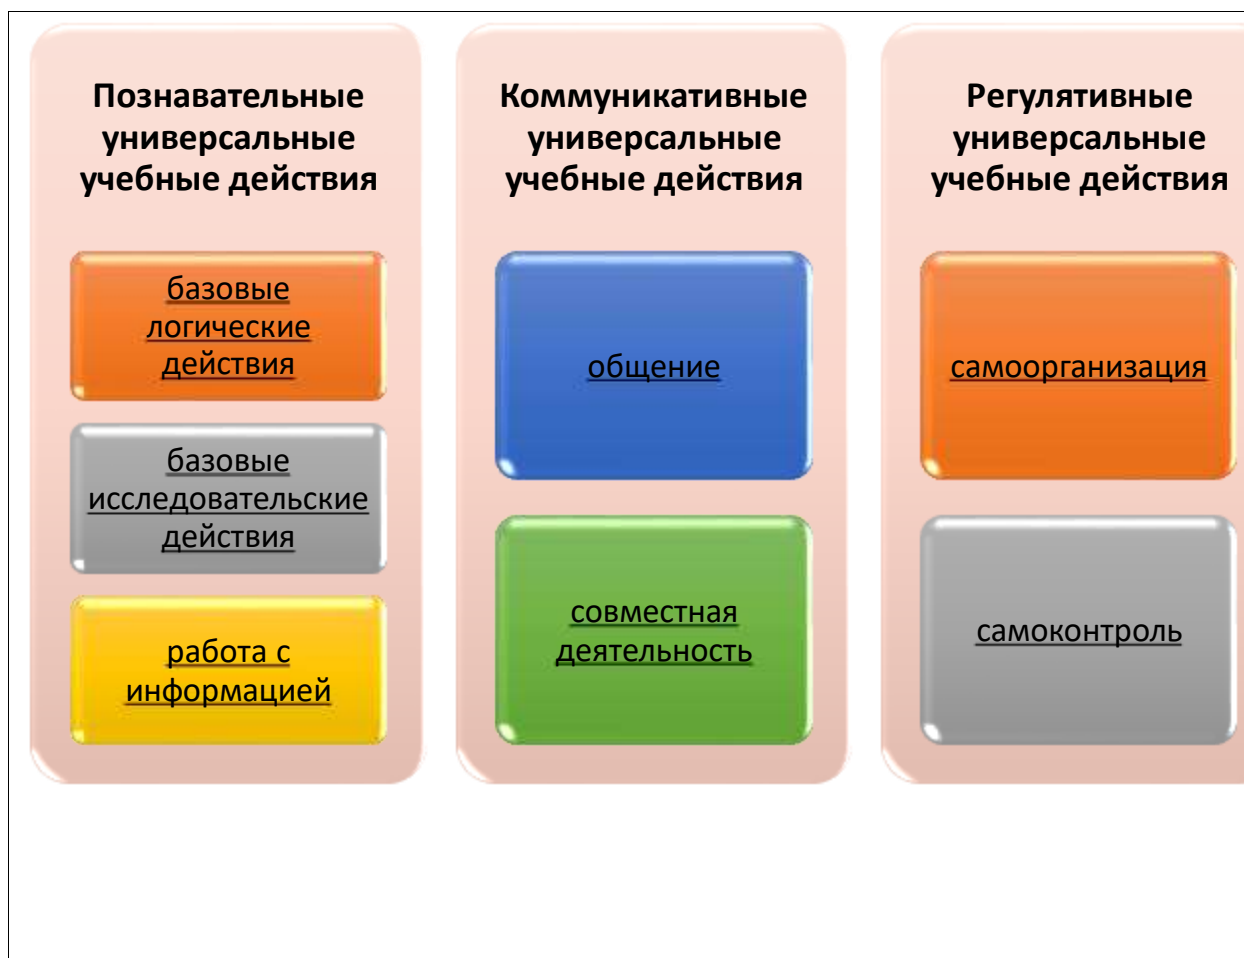 Познавательные
универсальные
учебные действия
базовые
логические
действия
базовые
исследовательские
действия
работа с
информацией
Коммуникативные
универсальные
учебные действия
общение
совместная
деятельность
Регулятивные
универсальные
учебные действия
самоорганизация
самоконтроль